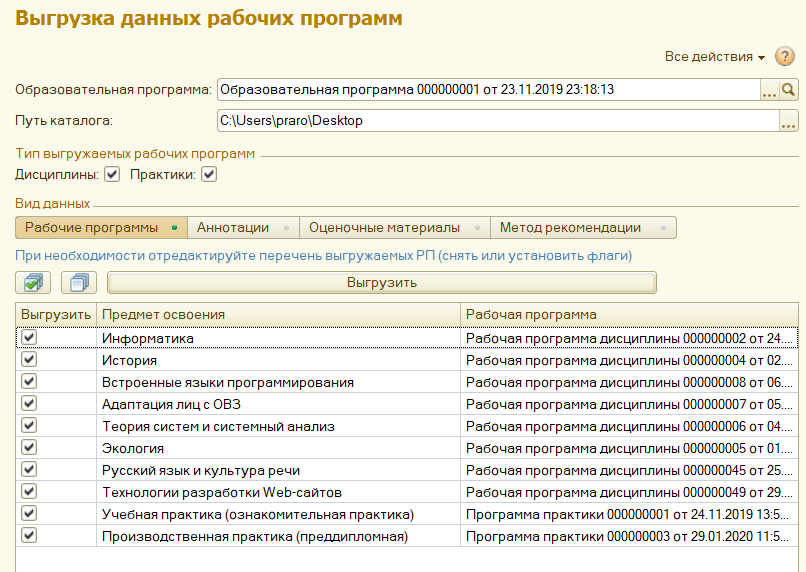 Выгрузка данных рабочих программ
Все действия
Образовательная программа: Образовательная программа 000000001 от 23.11.2019 23:18:13 ...
Путь каталога: C:\Users\praro\Desktop ...
Тип выгружаемых рабочих программ
Дисциплины: Практики:
Вид данных
Рабочие программы Аннотации Оценочные материалы Метод рекомендации
При необходимости отредактируйте перечень выгружаемых РП (снять или установить флаги)
Выгрузить
Выгрузить Предмет освоения Рабочая программа
Информатика Рабочая программа дисциплины 000000002 от 24....
История Рабочая программа дисциплины 000000004 от 02....
Встроенные языки программирования Рабочая программа дисциплины 000000008 от 06....
Адаптация лиц с ОВЗ Рабочая программа дисциплины 000000007 от 05....
Теория систем и системный анализ Рабочая программа дисциплины 000000006 от 04....
Экология Рабочая программа дисциплины 000000005 от 01....
Русский язык и культура речи Рабочая программа дисциплины 000000045 от 25....
Технологии разработки Web-сайтов Рабочая программа дисциплины 000000049 от 29....
Учебная практика (ознакомительная практика) Программа практики 000000001 от 24.11.2019 13:5...
Производственная практика (преддипломная) Программа практики 000000003 от 29.01.2020 11:5...